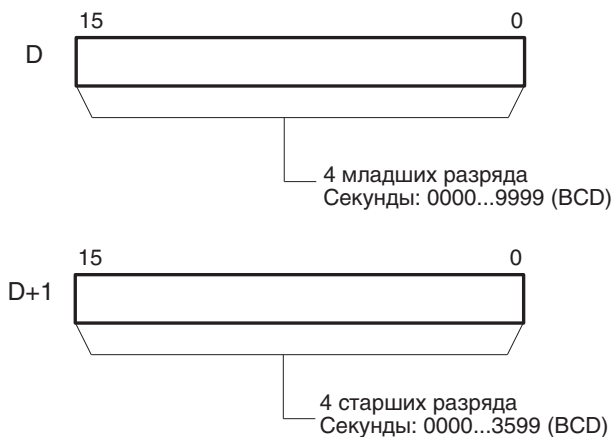 15 0
D
4 младших разряда
Секунды: 0000...9999 (BCD)
15 0
D+1
4 старших разряда
Секунды: 0000...3599 (BCD)